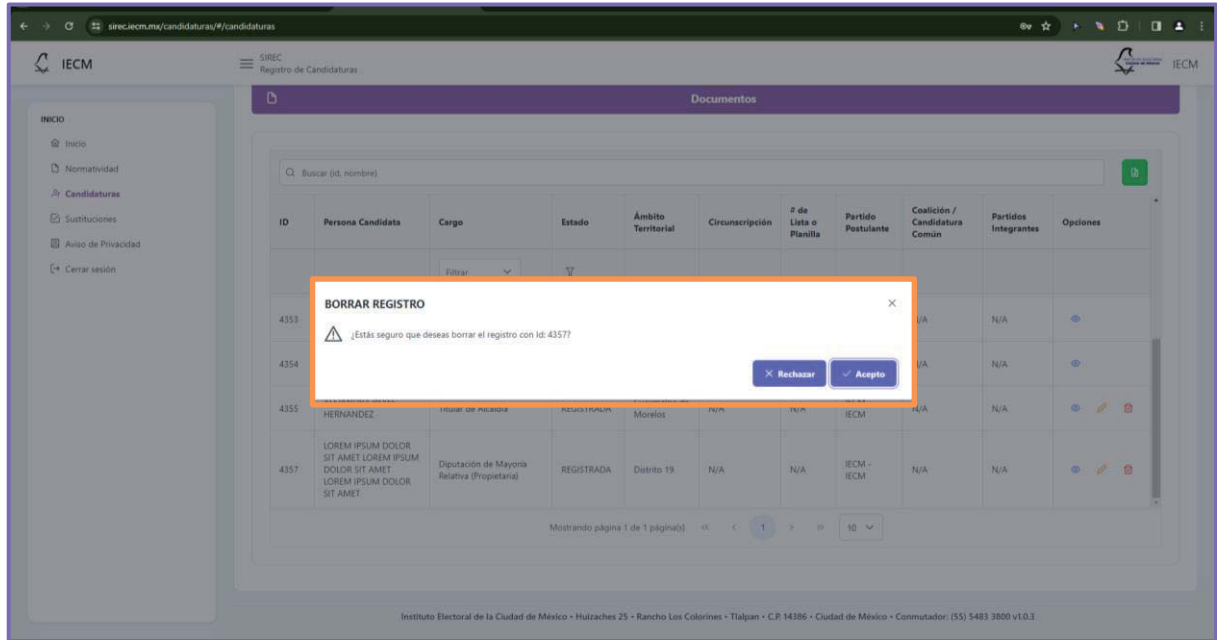 sirec.iecm.mx/candidaturas/#/candidaturas
IECM
SIREC
Registro de Candidaturas
IECM
Documentos
INICIO
Inicio
Normatividad
Candidaturas
Sustituciones
Aviso de Privacidad
Cerrar sesión
Buscar (id, nombre)
ID
Persona Candidata
Cargo
Estado
Ámbito
Territorial
Circunscripción
# de
Lista o
Planilla
Partido
Postulante
Coalición /
Candidatura
Común
Partidos
Integrantes
Opciones
Filtrar
BORRAR REGISTRO
¿Estás seguro que deseas borrar el registro con Id: 4357?
Rechazar
Acepto
4353
N/A
N/A
4354
N/A
N/A
4355
HERNANDEZ
Titular de Alcaldía
REGISTRADA
Morelos
N/A
N/A
IECM
N/A
N/A
4357
LOREM IPSUM DOLOR
SIT AMET LOREM IPSUM
DOLOR SIT AMET
LOREM IPSUM DOLOR
SIT AMET
Diputación de Mayoría
Relativa (Propietaria)
REGISTRADA
Distrito 19
N/A
N/A
IECM -
IECM
N/A
N/A
Mostrando página 1 de 1 página(s)
1
10
Instituto Electoral de la Ciudad de México • Huizaches 25 • Rancho Los Colorines • Tlalpan • C.P. 14386 • Ciudad de México • Conmutador: (55) 5483 3800 v1.0.3